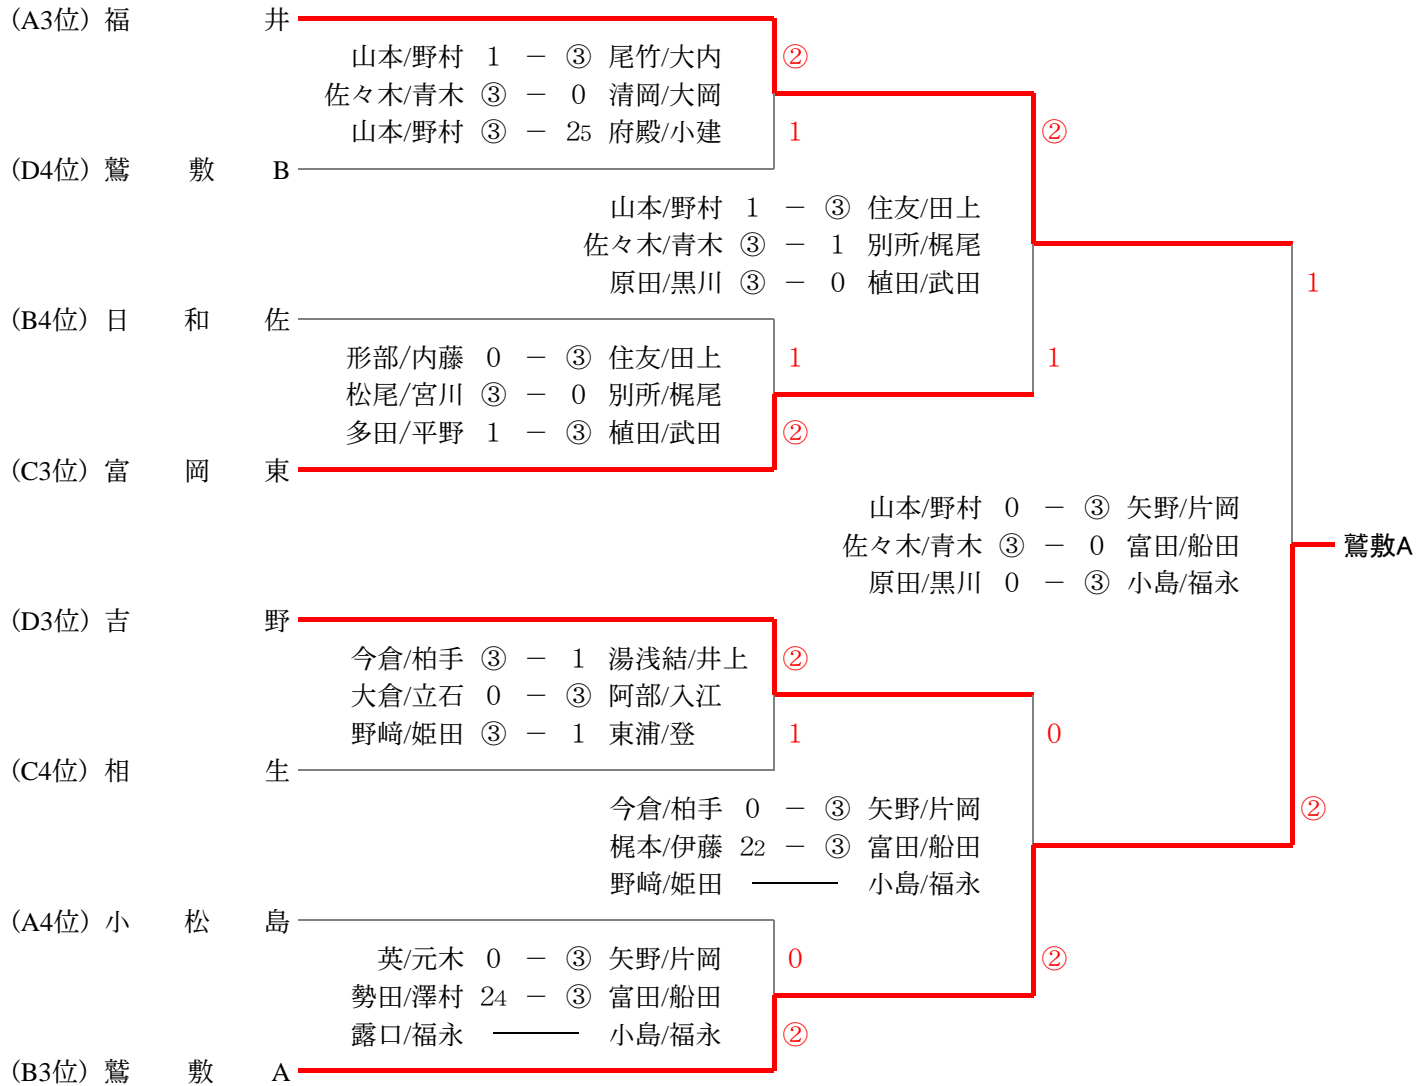 (A3位) 福井
山本/野村 1 － ③ 尾竹/大内 ②
佐々木/青木 ③ － 0 清岡/大岡
山本/野村 ③ － 25 府殿/小建 1 ②
(D4位) 鷲敷B
山本/野村 1 － ③ 住友/田上
佐々木/青木 ③ － 1 別所/梶尾
原田/黒川 ③ － 0 植田/武田 1
(B4位) 日和佐
形部/内藤 0 － ③ 住友/田上 1 1
松尾/宮川 ③ － 0 別所/梶尾
多田/平野 1 － ③ 植田/武田 ②
(C3位) 富岡東
山本/野村 0 － ③ 矢野/片岡
佐々木/青木 ③ － 0 富田/船田 鷲敷A
原田/黒川 0 － ③ 小島/福永
(D3位) 吉野
今倉/柏手 ③ － 1 湯浅結/井上 ②
大倉/立石 0 － ③ 阿部/入江
野﨑/姫田 ③ － 1 東浦/登 1 0
(C4位) 相生
今倉/柏手 0 － ③ 矢野/片岡 ②
梶本/伊藤 22 － ③ 富田/船田
野﨑/姫田 ――― 小島/福永
(A4位) 小松島
英/元木 0 － ③ 矢野/片岡 0 ②
勢田/澤村 24 － ③ 富田/船田
露口/福永 ――― 小島/福永 ②
(B3位) 鷲敷A